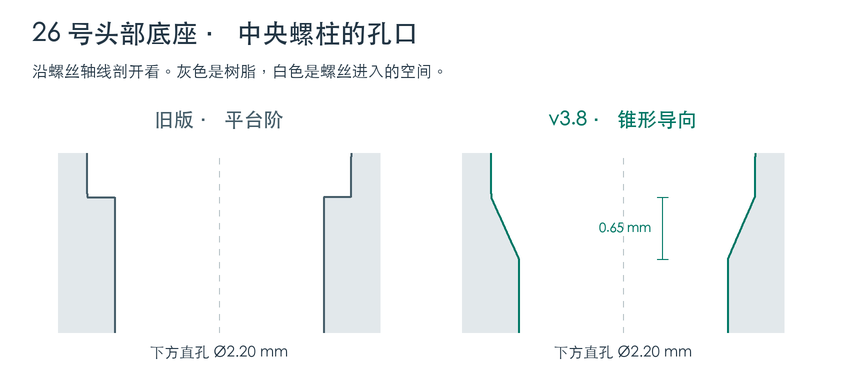 26 号头部底座 · 中央螺柱的孔口
沿螺丝轴线剖开看。灰色是树脂，白色是螺丝进入的空间。
旧版 · 平台阶
v3.8 · 锥形导向
0.65 mm
下方直孔 Ø2.20 mm
下方直孔 Ø2.20 mm